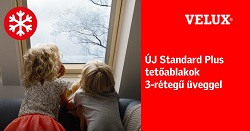 VELUX
ÚJ Standard Plus
tetőablakok
3-rétegű üveggel